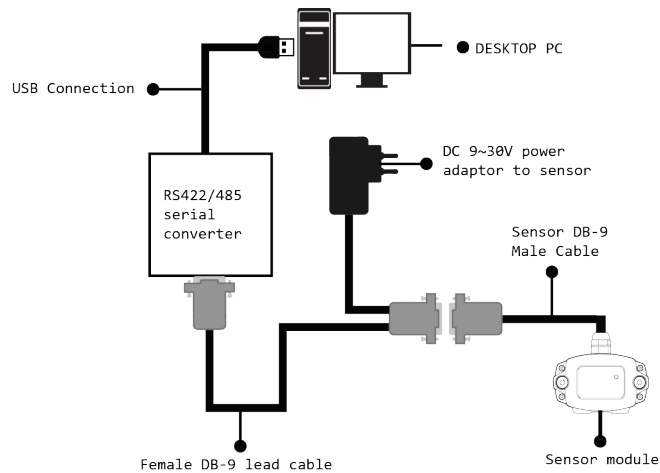 DESKTOP PC
USB Connection
DC 9~30V power
adaptor to sensor
RS422/485
serial
converter
Sensor DB-9
Male Cable
Female DB-9 lead cable
Sensor module